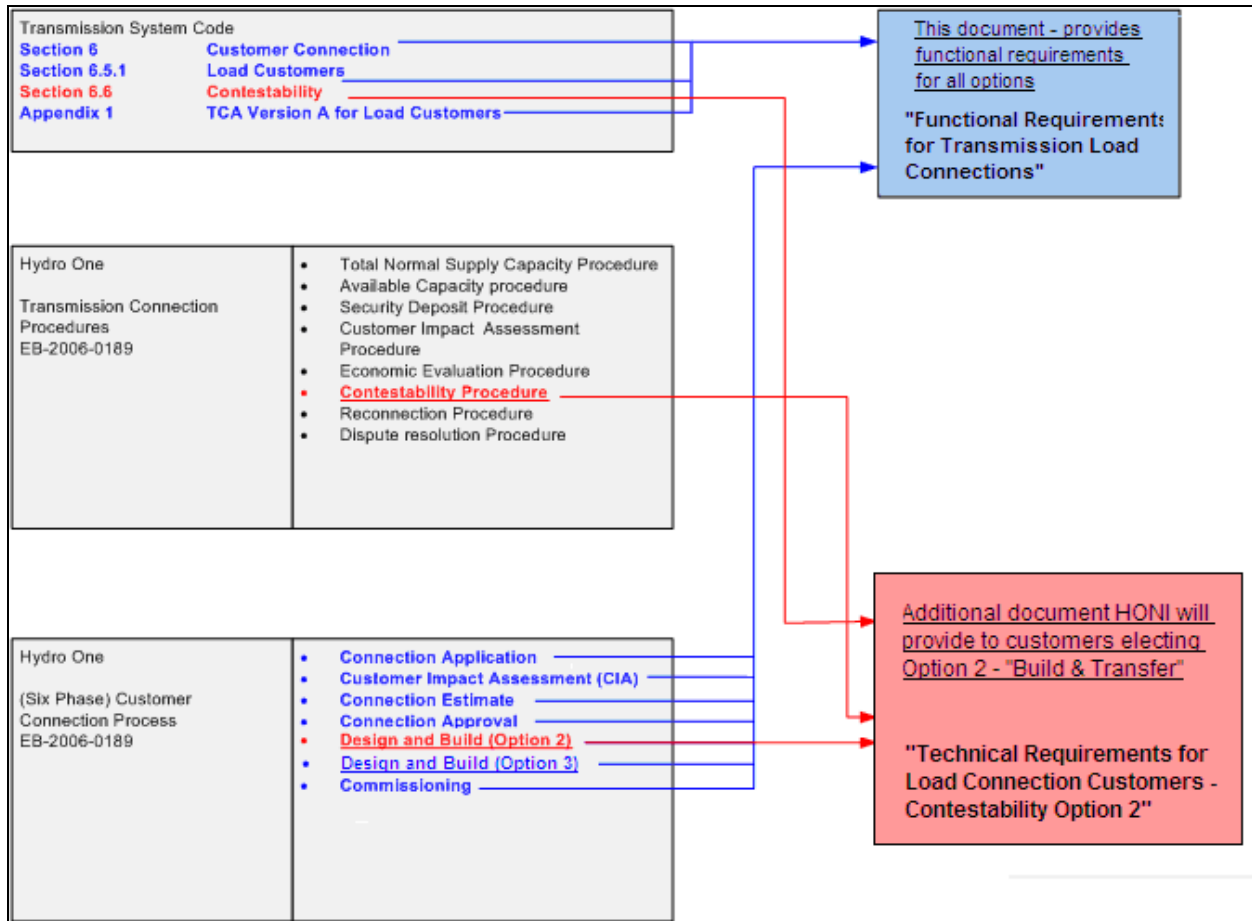 Transmission System Code
Section 6 Customer Connection
Section 6.5.1 Load Customers
Section 6.6 Contestability
Appendix 1 TCA Version A for Load Customers
This document - provides
functional requirements
for all options
"Functional Requirements
for Transmission Load
Connections"
Hydro One
Transmission Connection
Procedures
EB-2006-0189
• Total Normal Supply Capacity Procedure
• Available Capacity procedure
• Security Deposit Procedure
• Customer Impact Assessment
Procedure
• Economic Evaluation Procedure
• Contestability Procedure
• Reconnection Procedure
• Dispute resolution Procedure
Hydro One
(Six Phase) Customer
Connection Process
EB-2006-0189
• Connection Application
• Customer Impact Assessment (CIA)
• Connection Estimate
• Connection Approval
• Design and Build (Option 2)
• Design and Build (Option 3)
• Commissioning
Additional document HONI will
provide to customers electing
Option 2 - "Build & Transfer"
"Technical Requirements for
Load Connection Customers -
Contestability Option 2"